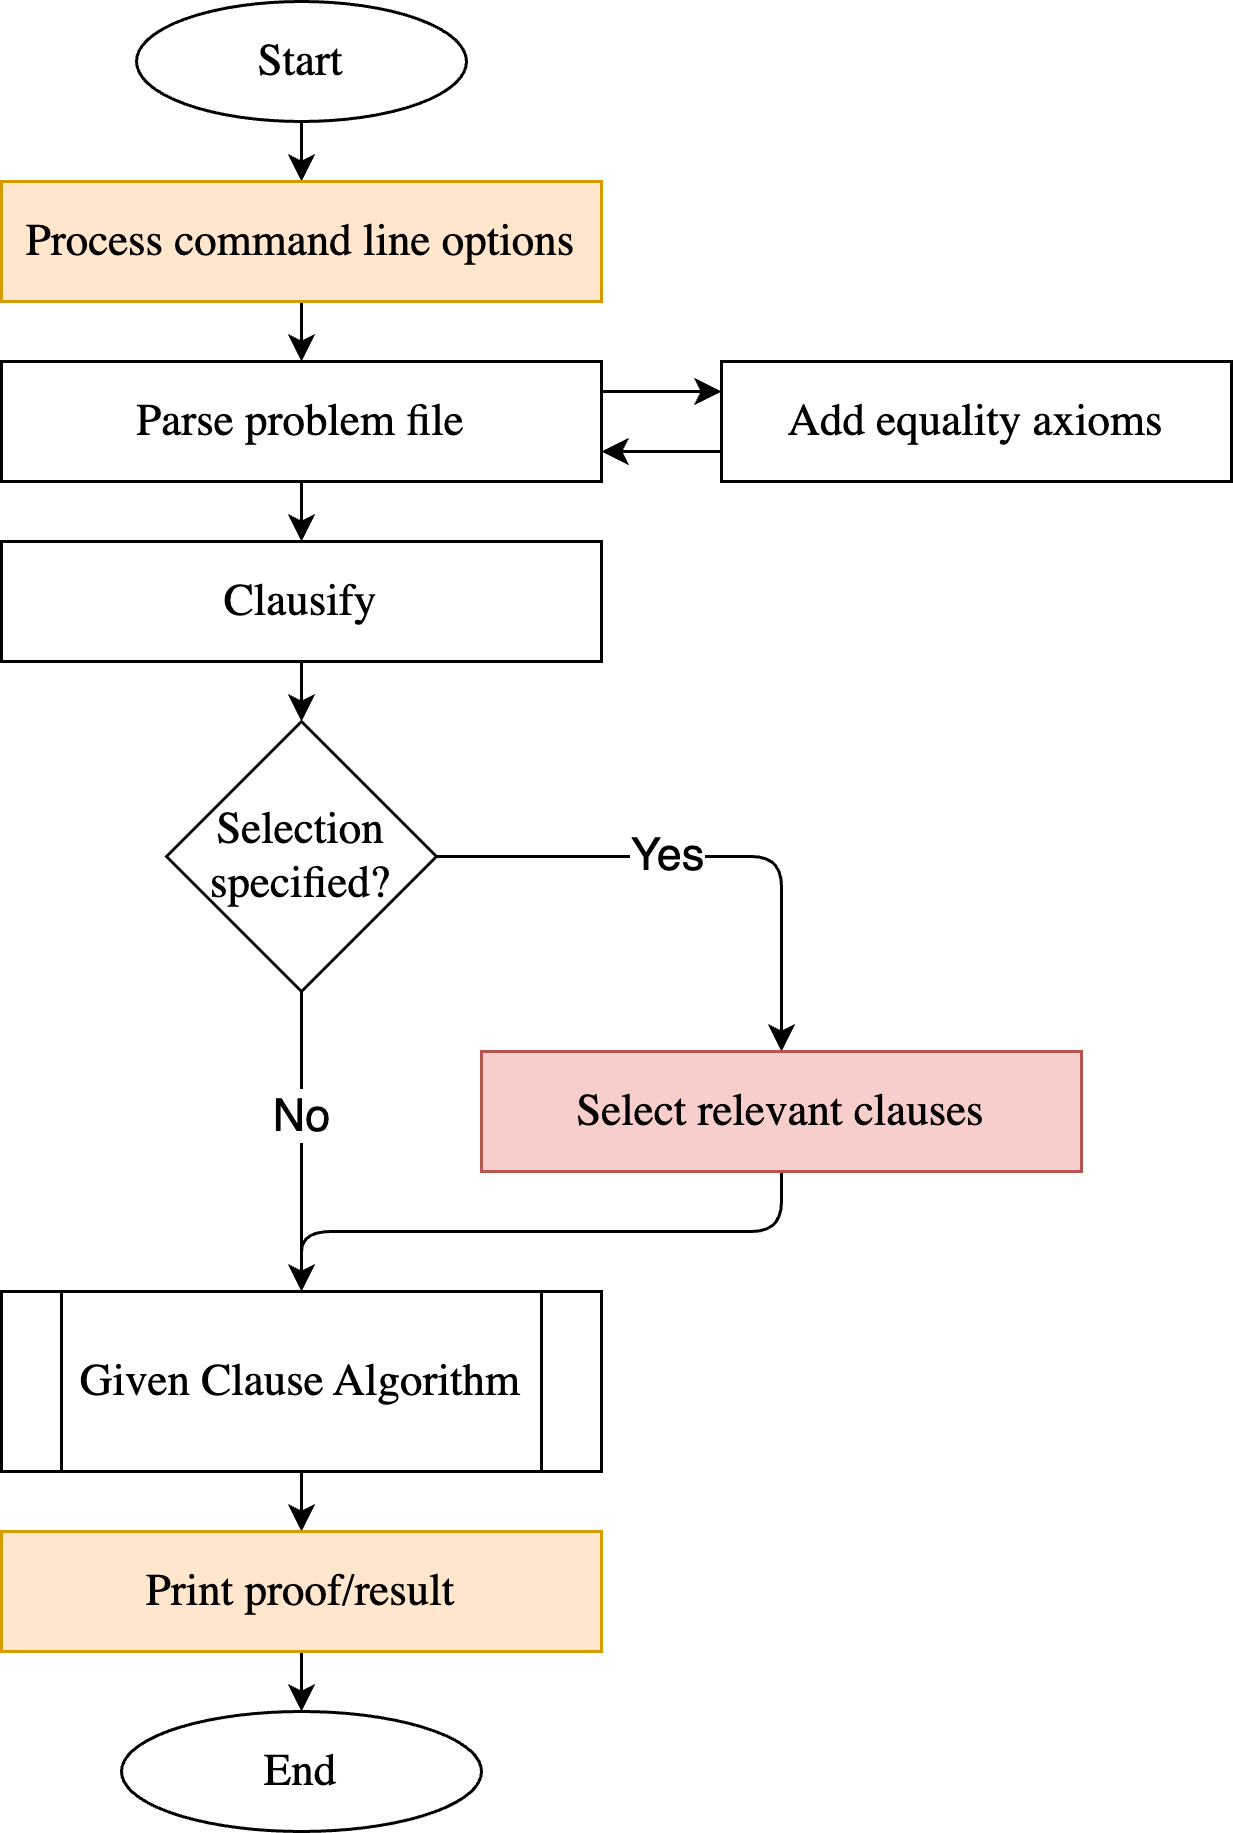 Start
Process command line options
Parse problem file
Add equality axioms
Clausify
Selection
specified?
Yes
No
Select relevant clauses
Given Clause Algorithm
Print proof/result
End